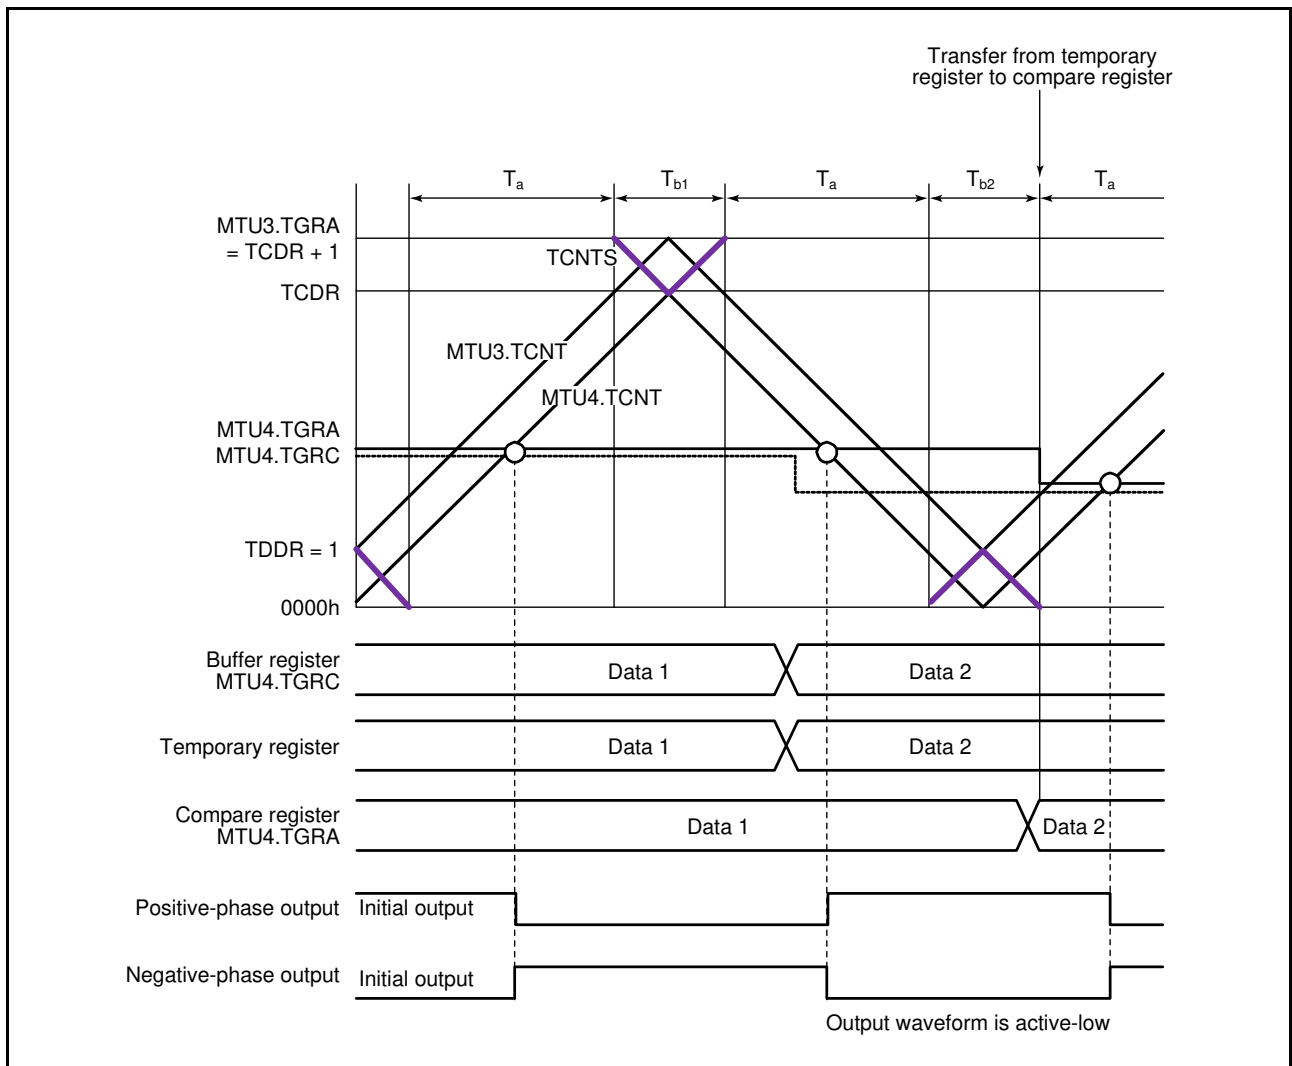 Transfer from temporary
register to compare register
Ta
Tb1
Ta
Tb2
Ta
MTU3.TGRA
= TCDR + 1
TCNTS
TCDR
MTU3.TCNT
MTU4.TCNT
MTU4.TGRA
MTU4.TGRC
TDDR = 1
0000h
Buffer register
MTU4.TGRC
Data 1
Data 2
Temporary register
Data 1
Data 2
Compare register
MTU4.TGRA
Data 1
Data 2
Positive-phase output
Initial output
Negative-phase output
Initial output
Output waveform is active-low